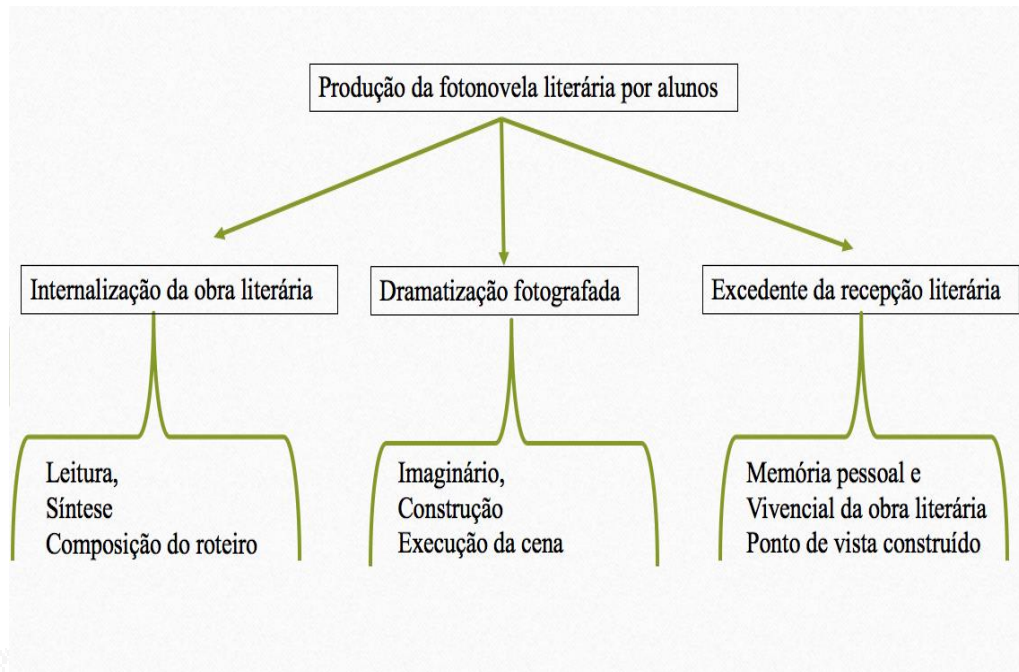 Produção da fotonovela literária por alunos
Internalização da obra literária
Dramatização fotografada
Excedente da recepção literária
Leitura,
Síntese
Composição do roteiro
Imaginário,
Construção
Execução da cena
Memória pessoal e
Vivencial da obra literária
Ponto de vista construído